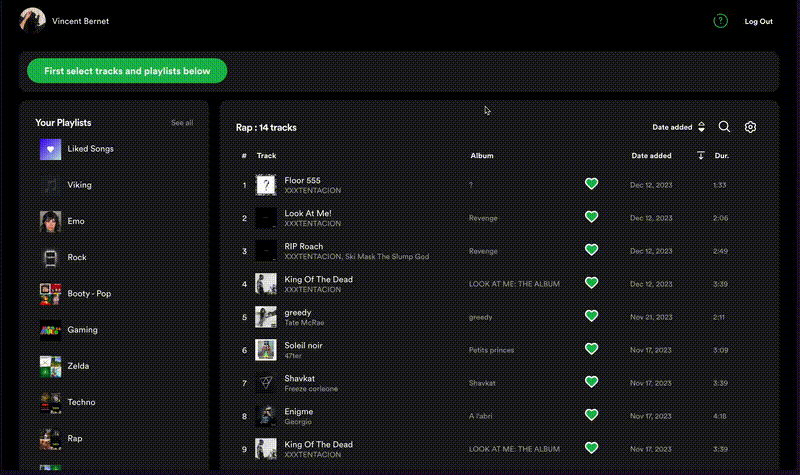 Vincent Bernet
?
Log Out
First select tracks and playlists below
Your Playlists See all
Liked Songs
Viking
Emo
Rock
Booty - Pop
Gaming
Zelda
Techno
Rap
Rap : 14 tracks Date added
# Track Album Date added Dur.
1 ? Floor 555 ? Dec 12, 2023 1:33
XXXTENTACION
2 Look At Me! Revenge Dec 12, 2023 2:06
XXXTENTACION
3 RIP Roach Revenge Dec 12, 2023 2:49
XXXTENTACION, Ski Mask The Slump God
4 King Of The Dead LOOK AT ME: THE ALBUM Dec 12, 2023 3:39
XXXTENTACION
5 greedy greedy Nov 21, 2023 2:11
Tate McRae
6 Soleil noir Petits princes Nov 17, 2023 3:09
47ter
7 Shavkat Shavkat Nov 17, 2023 3:39
Freeze corleone
8 Enigme A l'abri Nov 17, 2023 4:18
Georgio
9 King Of The Dead LOOK AT ME: THE ALBUM Nov 17, 2023 3:39
XXXTENTACION